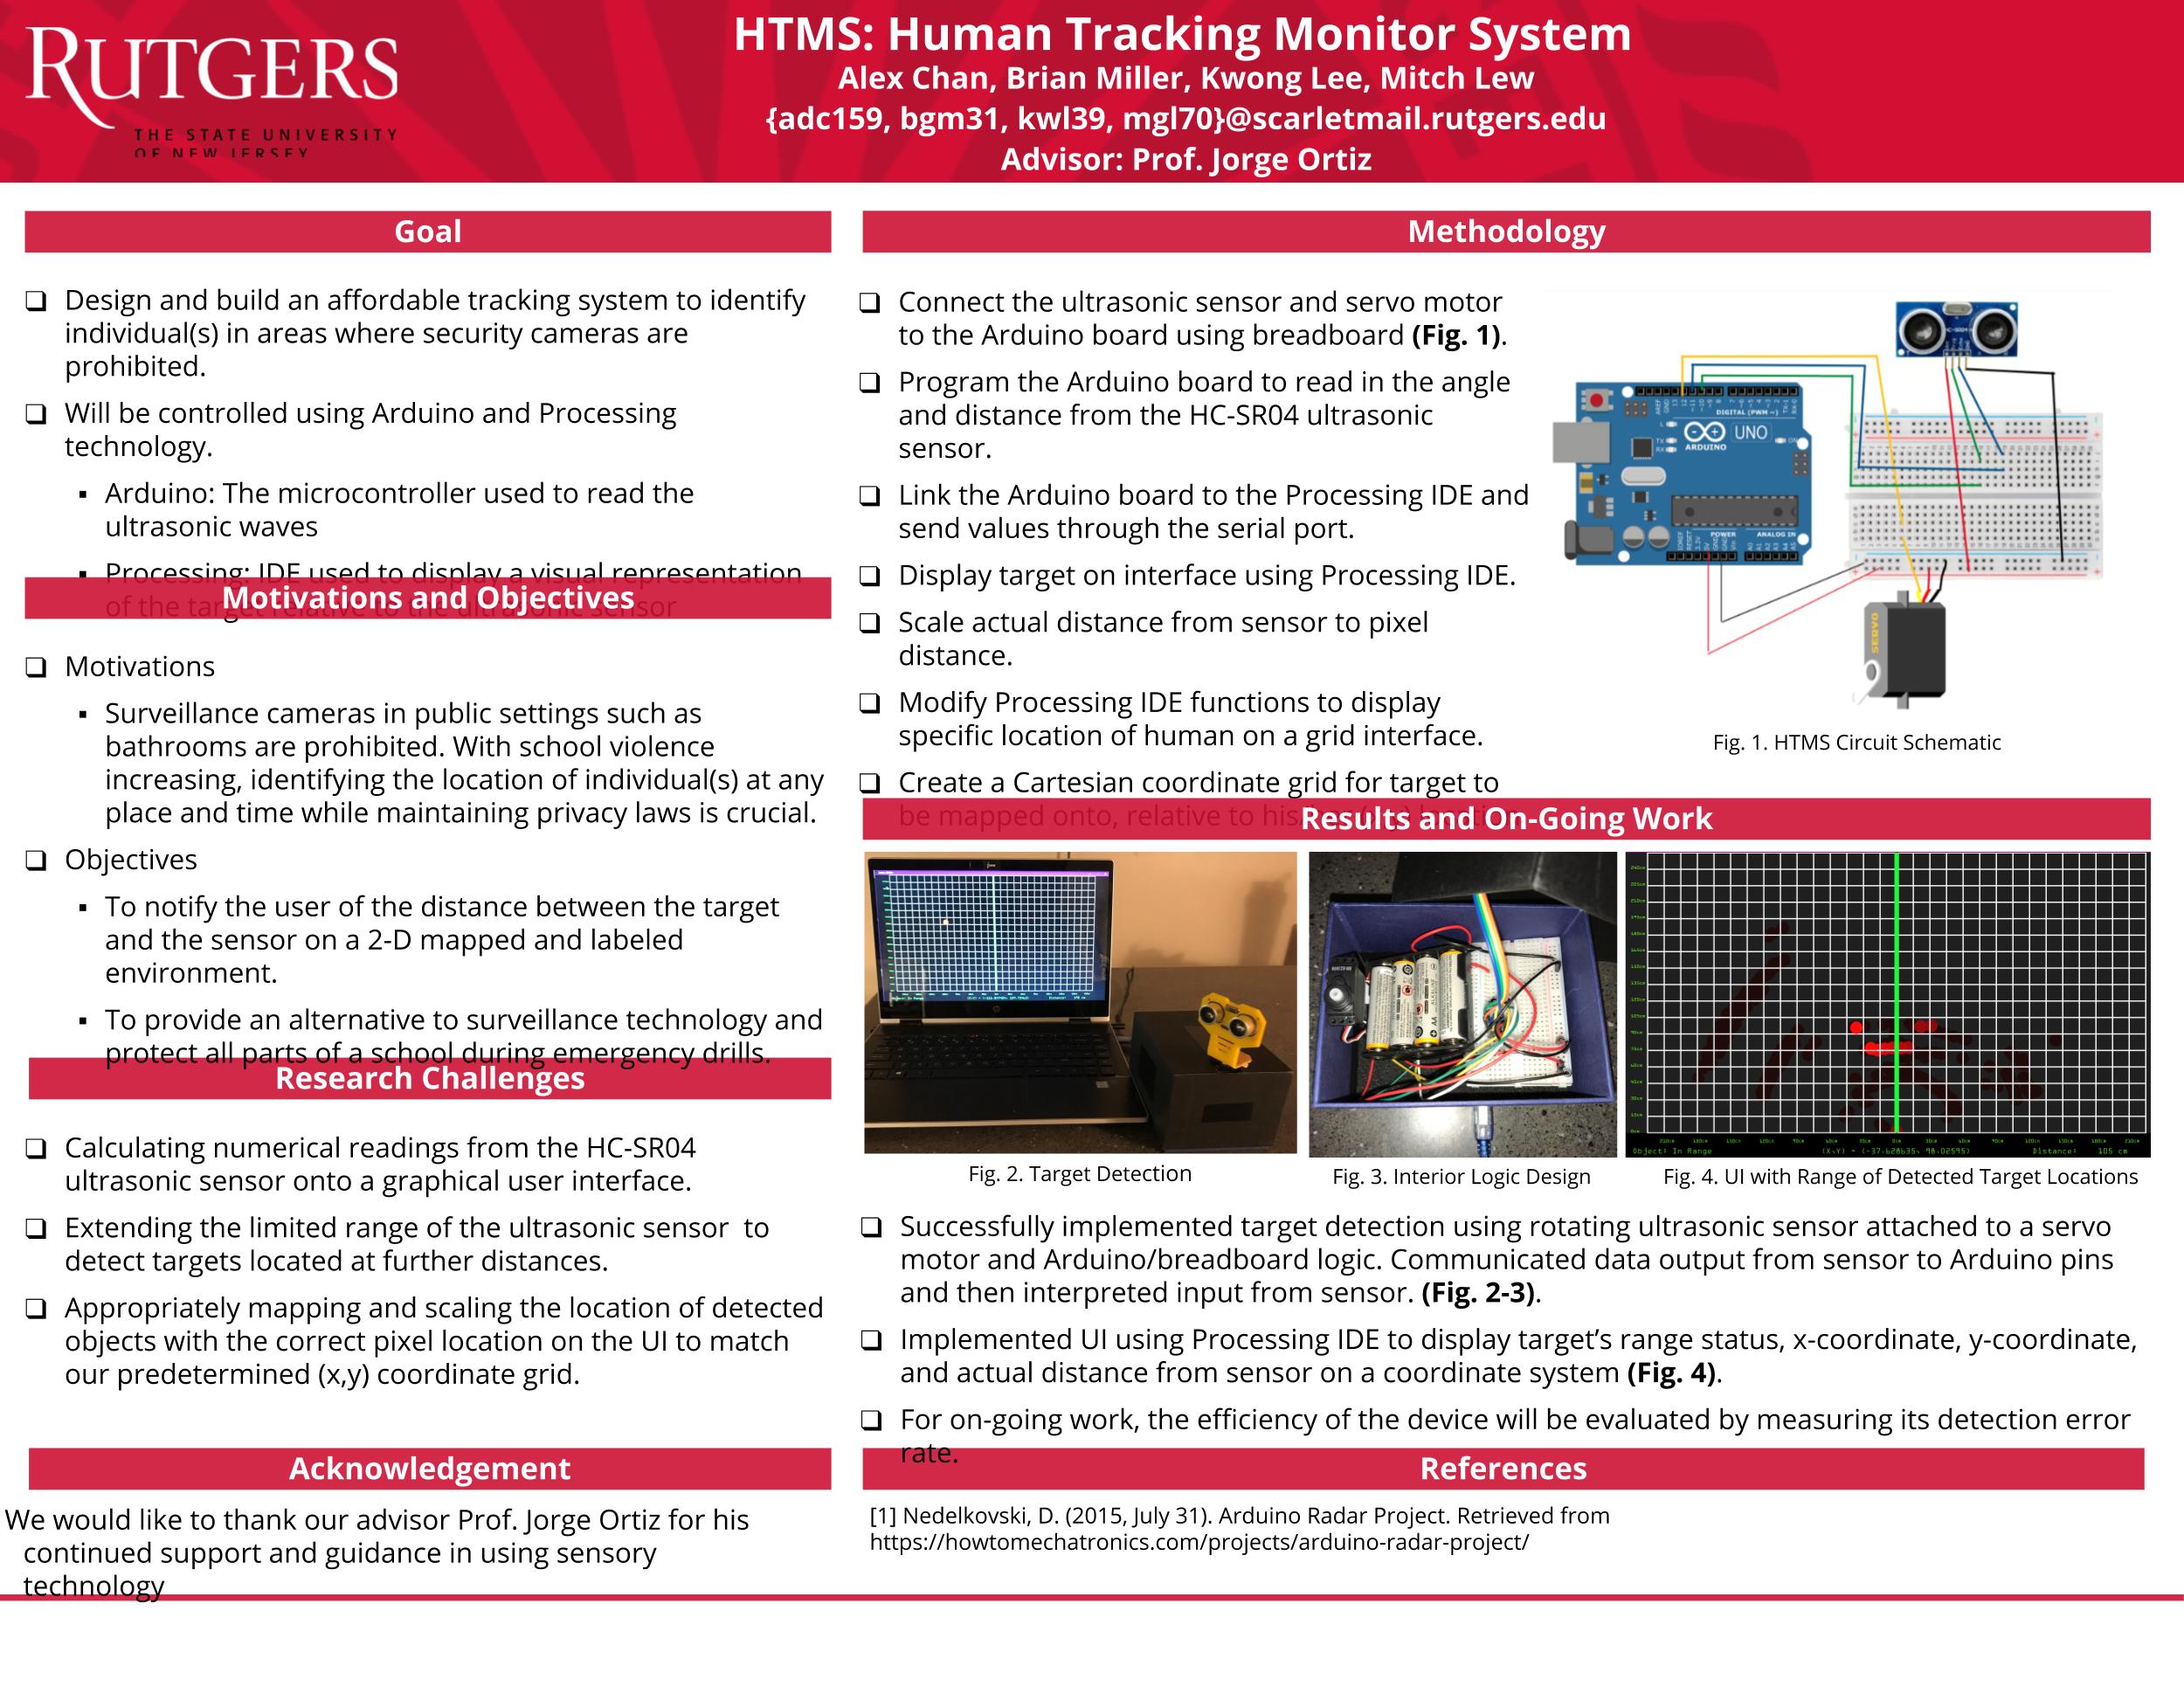 RUTGERS
THE STATE UNIVERSITY
OF NEW JERSEY
HTMS: Human Tracking Monitor System
Alex Chan, Brian Miller, Kwong Lee, Mitch Lew
{adc159, bgm31, kwl39, mgl70}@scarletmail.rutgers.edu
Advisor: Prof. Jorge Ortiz
Goal
❏ Design and build an affordable tracking system to identify
individual(s) in areas where security cameras are
prohibited.
❏ Will be controlled using Arduino and Processing
technology.
▪ Arduino: The microcontroller used to read the
ultrasonic waves
▪ Processing: IDE used to display a visual representation
of the target relative to the ultrasonic sensor
Motivations and Objectives
❏ Motivations
▪ Surveillance cameras in public settings such as
bathrooms are prohibited. With school violence
increasing, identifying the location of individual(s) at any
place and time while maintaining privacy laws is crucial.
❏ Objectives
▪ To notify the user of the distance between the target
and the sensor on a 2-D mapped and labeled
environment.
▪ To provide an alternative to surveillance technology and
protect all parts of a school during emergency drills.
Research Challenges
❏ Calculating numerical readings from the HC-SR04
ultrasonic sensor onto a graphical user interface.
❏ Extending the limited range of the ultrasonic sensor  to
detect targets located at further distances.
❏ Appropriately mapping and scaling the location of detected
objects with the correct pixel location on the UI to match
our predetermined (x,y) coordinate grid.
Acknowledgement
We would like to thank our advisor Prof. Jorge Ortiz for his
continued support and guidance in using sensory
technology
Methodology
❏ Connect the ultrasonic sensor and servo motor
to the Arduino board using breadboard (Fig. 1).
❏ Program the Arduino board to read in the angle
and distance from the HC-SR04 ultrasonic
sensor.
❏ Link the Arduino board to the Processing IDE and
send values through the serial port.
❏ Display target on interface using Processing IDE.
❏ Scale actual distance from sensor to pixel
distance.
❏ Modify Processing IDE functions to display
specific location of human on a grid interface.
❏ Create a Cartesian coordinate grid for target to
be mapped onto, relative to his
HC-SR04
DIGITAL (PWM ~)
UNO
ARDUINO
TX
RX
L
ON
POWER
ANALOG IN
SERVO
Fig. 1. HTMS Circuit Schematic
Results and On-Going Work
Object: In Range
(X,Y) = (-37.628635, 98.02595)
Distance: 105 cm
Fig. 2. Target Detection
Fig. 3. Interior Logic Design
Fig. 4. UI with Range of Detected Target Locations
❏ Successfully implemented target detection using rotating ultrasonic sensor attached to a servo
motor and Arduino/breadboard logic. Communicated data output from sensor to Arduino pins
and then interpreted input from sensor. (Fig. 2-3).
❏ Implemented UI using Processing IDE to display target’s range status, x-coordinate, y-coordinate,
and actual distance from sensor on a coordinate system (Fig. 4).
❏ For on-going work, the efficiency of the device will be evaluated by measuring its detection error
rate.
References
[1] Nedelkovski, D. (2015, July 31). Arduino Radar Project. Retrieved from
https://howtomechatronics.com/projects/arduino-radar-project/